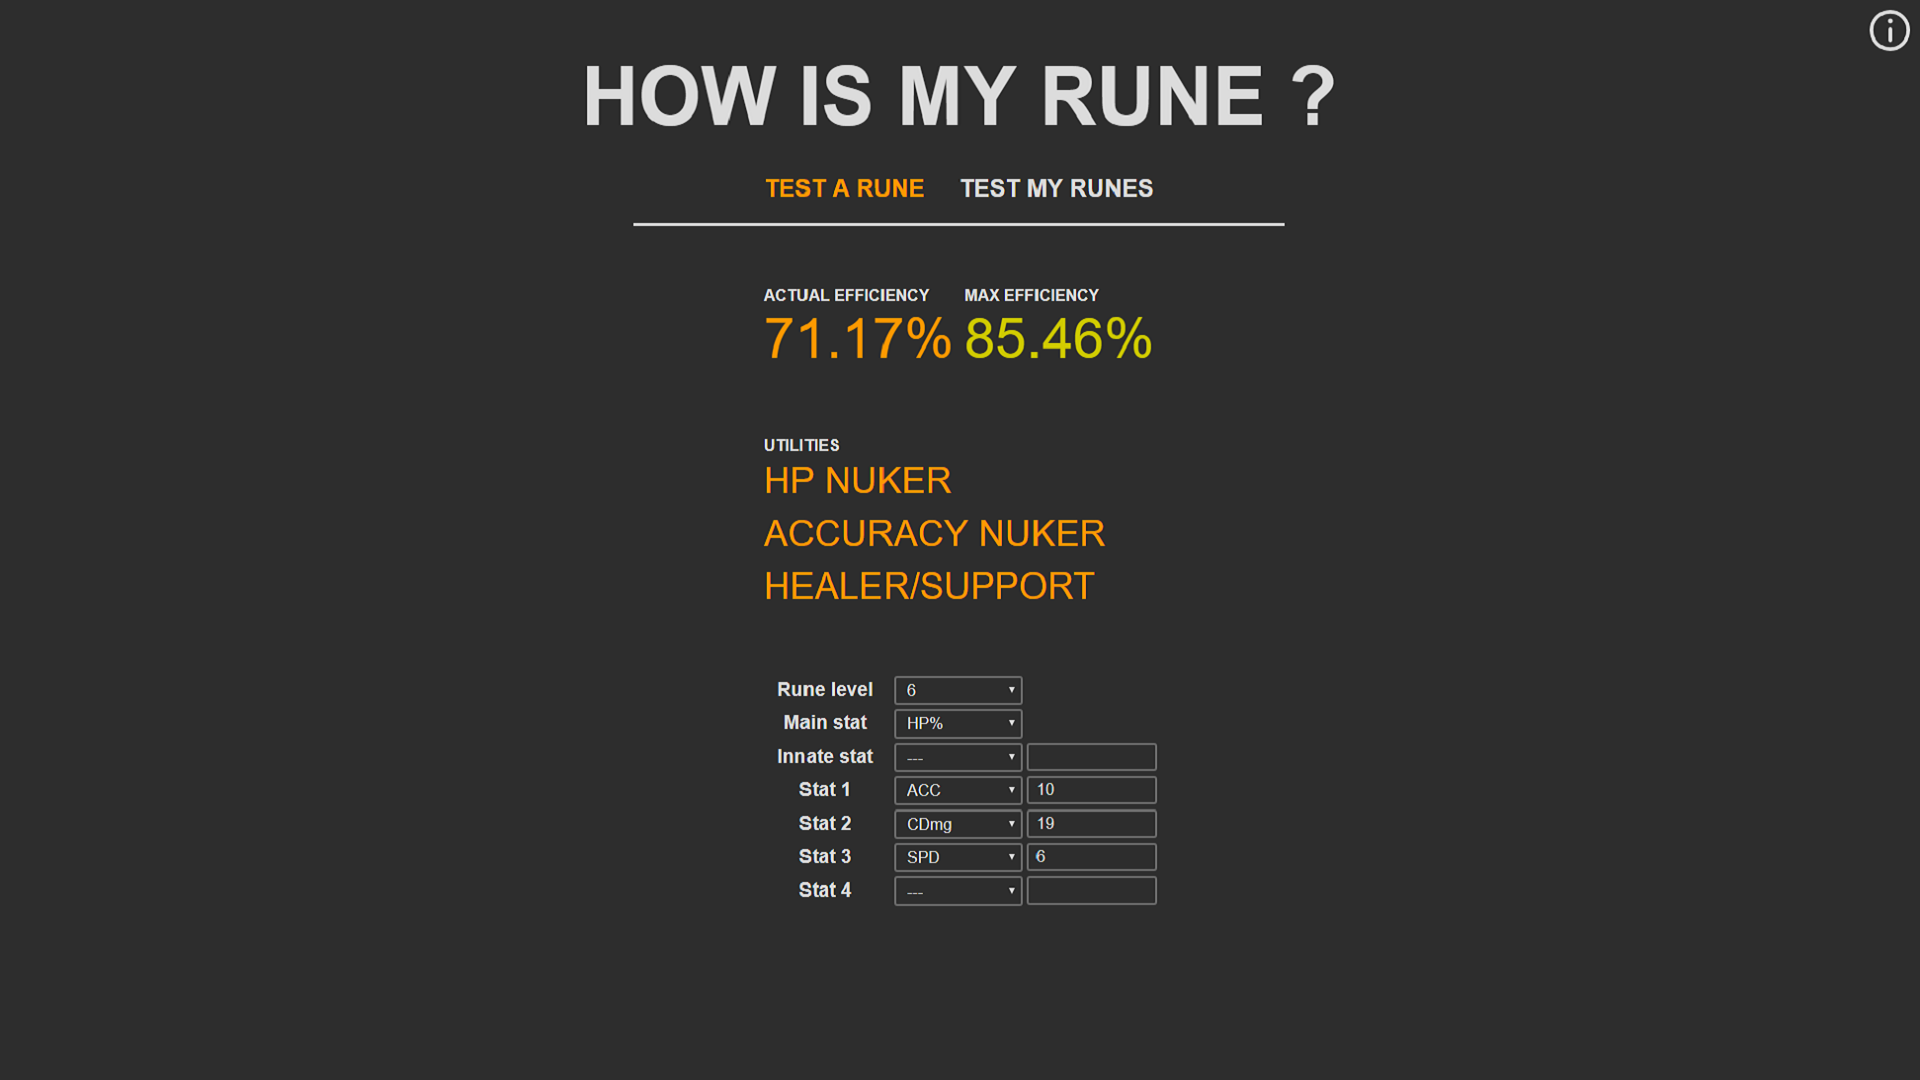 HOW IS MY RUNE ?
TEST A RUNE TEST MY RUNES
ACTUAL EFFICIENCY MAX EFFICIENCY
71.17% 85.46%
UTILITIES
HP NUKER
ACCURACY NUKER
HEALER/SUPPORT
Rune level 6
Main stat HP%
Innate stat ---
Stat 1 ACC 10
Stat 2 CDmg 19
Stat 3 SPD 6
Stat 4 ---